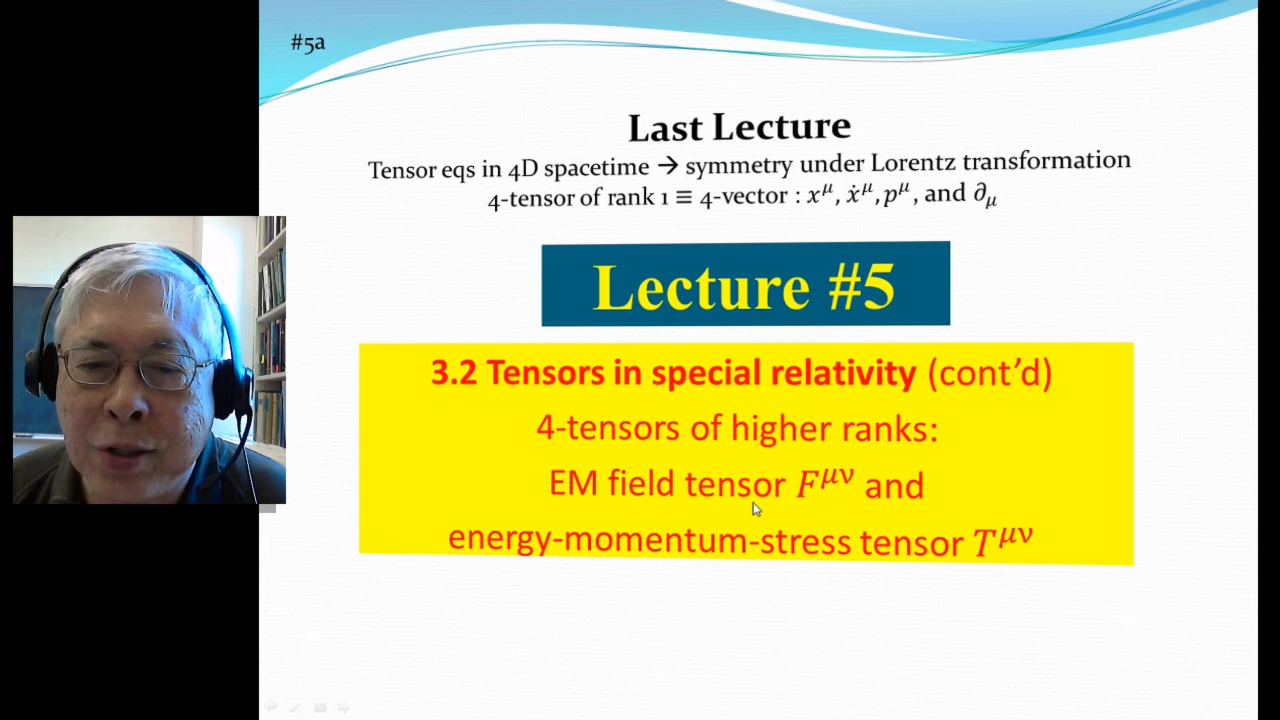 #5a
Last Lecture
Tensor eqs in 4D spacetime → symmetry under Lorentz transformation
4-tensor of rank 1 ≡ 4-vector : x^μ, ẋ^μ, p^μ, and ∂_μ
Lecture #5
3.2 Tensors in special relativity (cont’d)
4-tensors of higher ranks:
EM field tensor F^μν and
energy-momentum-stress tensor T^μν